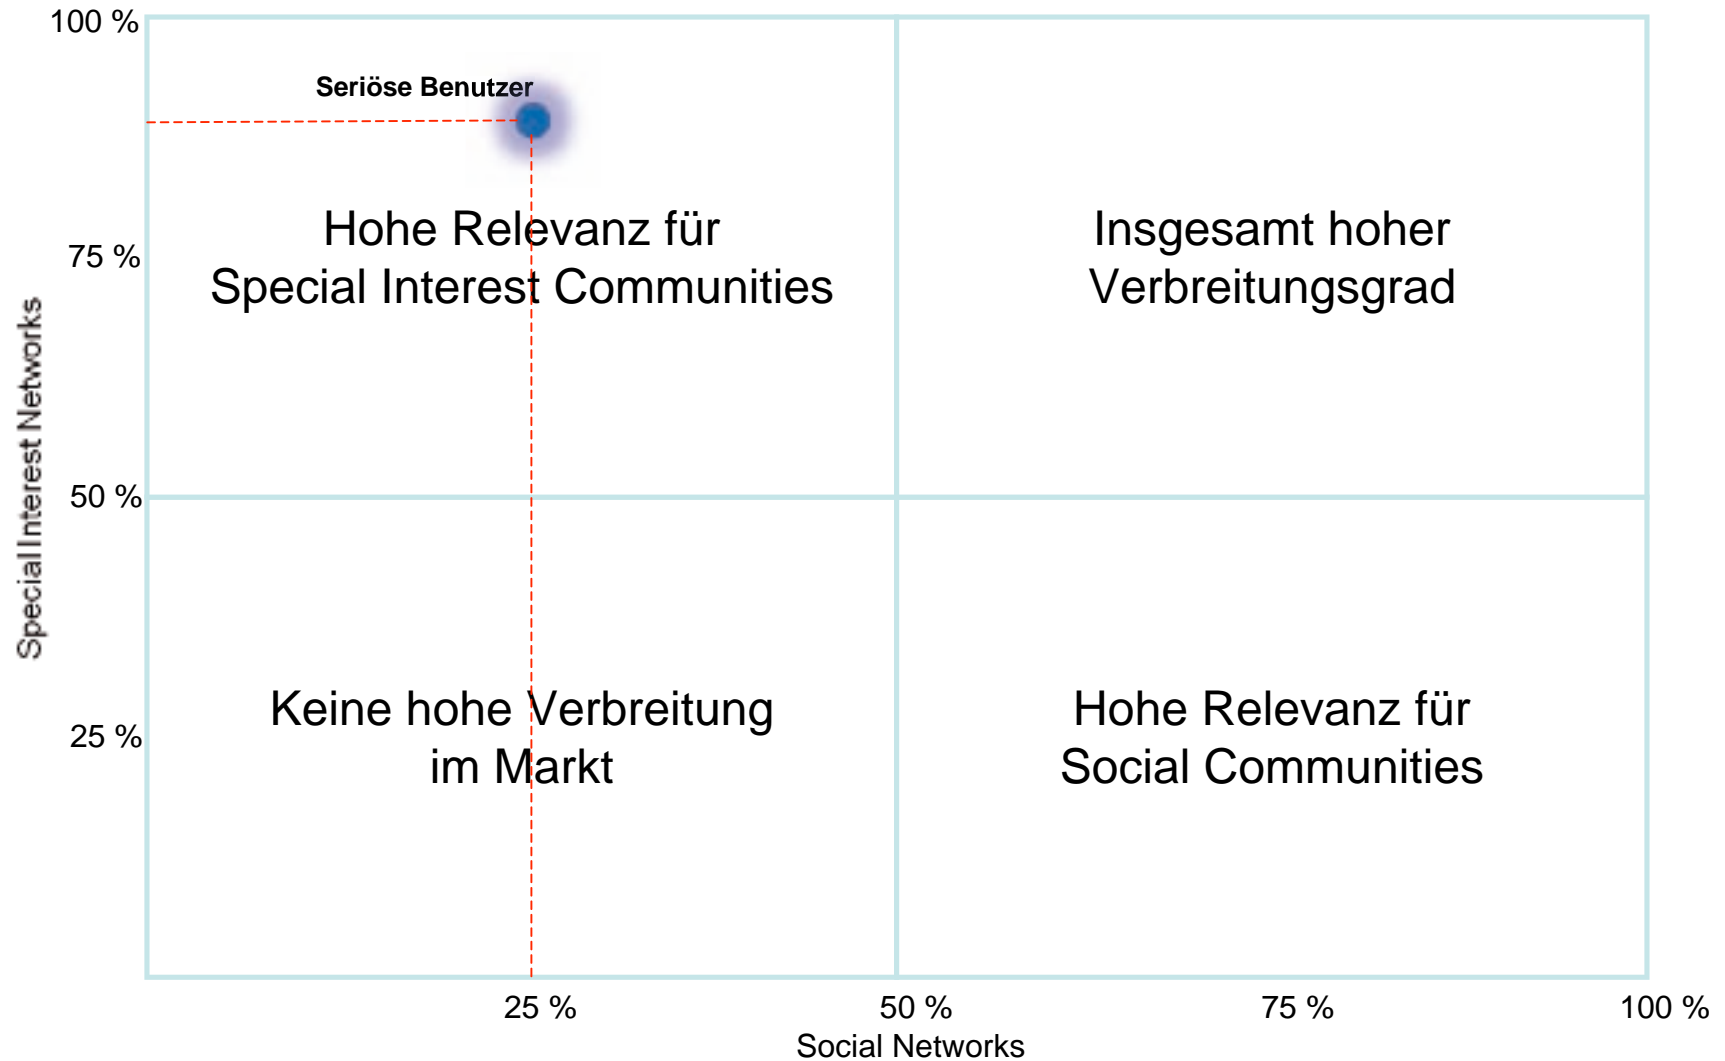 100 %
Seriöse Benutzer
Hohe Relevanz für
Special Interest Communities
Insgesamt hoher
Verbreitungsgrad
75 %
Special Interest Networks
50 %
Keine hohe Verbreitung
im Markt
Hohe Relevanz für
Social Communities
25 %
25 %
50 %
75 %
100 %
Social Networks